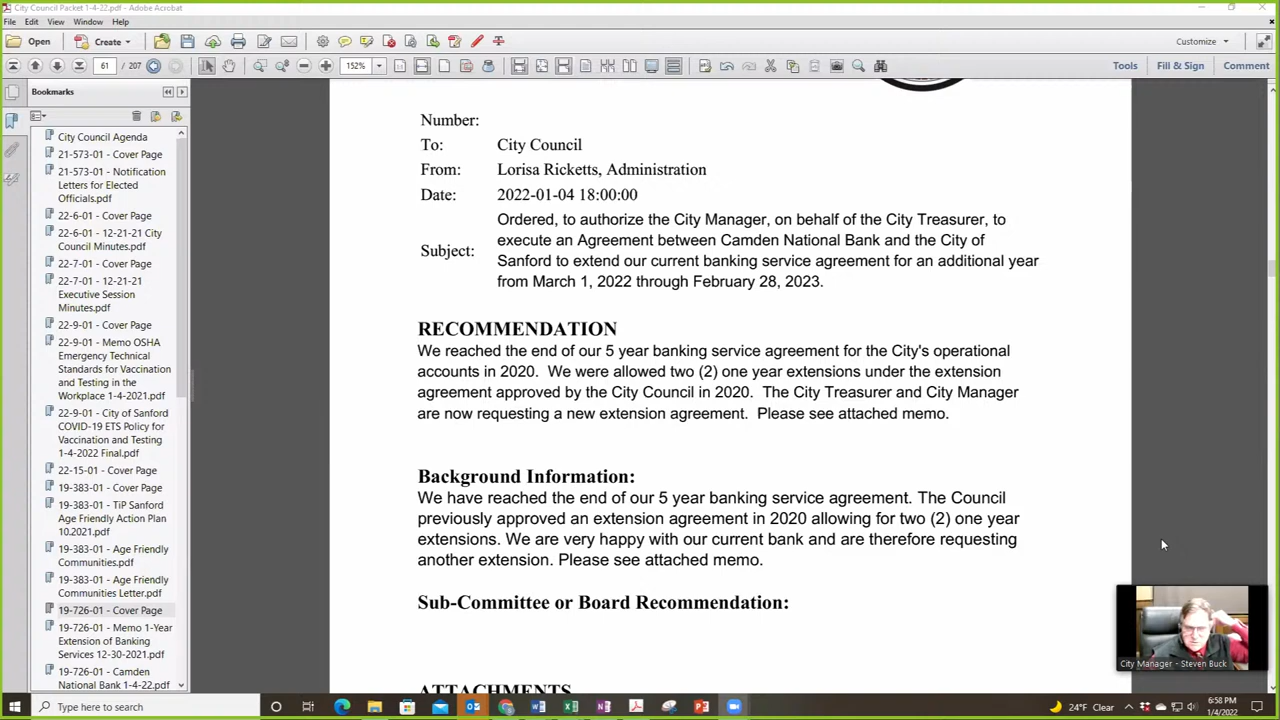 City Council Packet 1-4-22.pdf - Adobe Acrobat
File Edit View Window Help
Open Create Customize
61 / 207 152% Tools Fill & Sign Comment
Bookmarks
City Council Agenda
21-573-01 - Cover Page
21-573-01 - Notification
Letters for Elected
Officials.pdf
22-6-01 - Cover Page
22-6-01 - 12-21-21 City
Council Minutes.pdf
22-7-01 - Cover Page
22-7-01 - 12-21-21
Executive Session
Minutes.pdf
22-9-01 - Cover Page
22-9-01 - Memo OSHA
Emergency Technical
Standards for Vaccination
and Testing in the
Workplace 1-4-2021.pdf
22-9-01 - City of Sanford
COVID-19 ETS Policy for
Vaccination and Testing
1-4-2022 Final.pdf
22-15-01 - Cover Page
19-383-01 - Cover Page
19-383-01 - TiP Sanford
Age Friendly Action Plan
10.2021.pdf
19-383-01 - Age Friendly
Communities.pdf
19-383-01 - Age Friendly
Communities Letter.pdf
19-726-01 - Cover Page
19-726-01 - Memo 1-Year
Extension of Banking
Services 12-30-2021.pdf
19-726-01 - Camden
National Bank 1-4-22.pdf
Number:
To: City Council
From: Lorisa Ricketts, Administration
Date: 2022-01-04 18:00:00
Subject: Ordered, to authorize the City Manager, on behalf of the City Treasurer, to
execute an Agreement between Camden National Bank and the City of
Sanford to extend our current banking service agreement for an additional year
from March 1, 2022 through February 28, 2023.
RECOMMENDATION
We reached the end of our 5 year banking service agreement for the City's operational
accounts in 2020. We were allowed two (2) one year extensions under the extension
agreement approved by the City Council in 2020. The City Treasurer and City Manager
are now requesting a new extension agreement. Please see attached memo.
Background Information:
We have reached the end of our 5 year banking service agreement. The Council
previously approved an extension agreement in 2020 allowing for two (2) one year
extensions. We are very happy with our current bank and are therefore requesting
another extension. Please see attached memo.
Sub-Committee or Board Recommendation:
ATTACHMENTS
City Manager - Steven Buck
Type here to search
24°F Clear
6:58 PM
1/4/2022